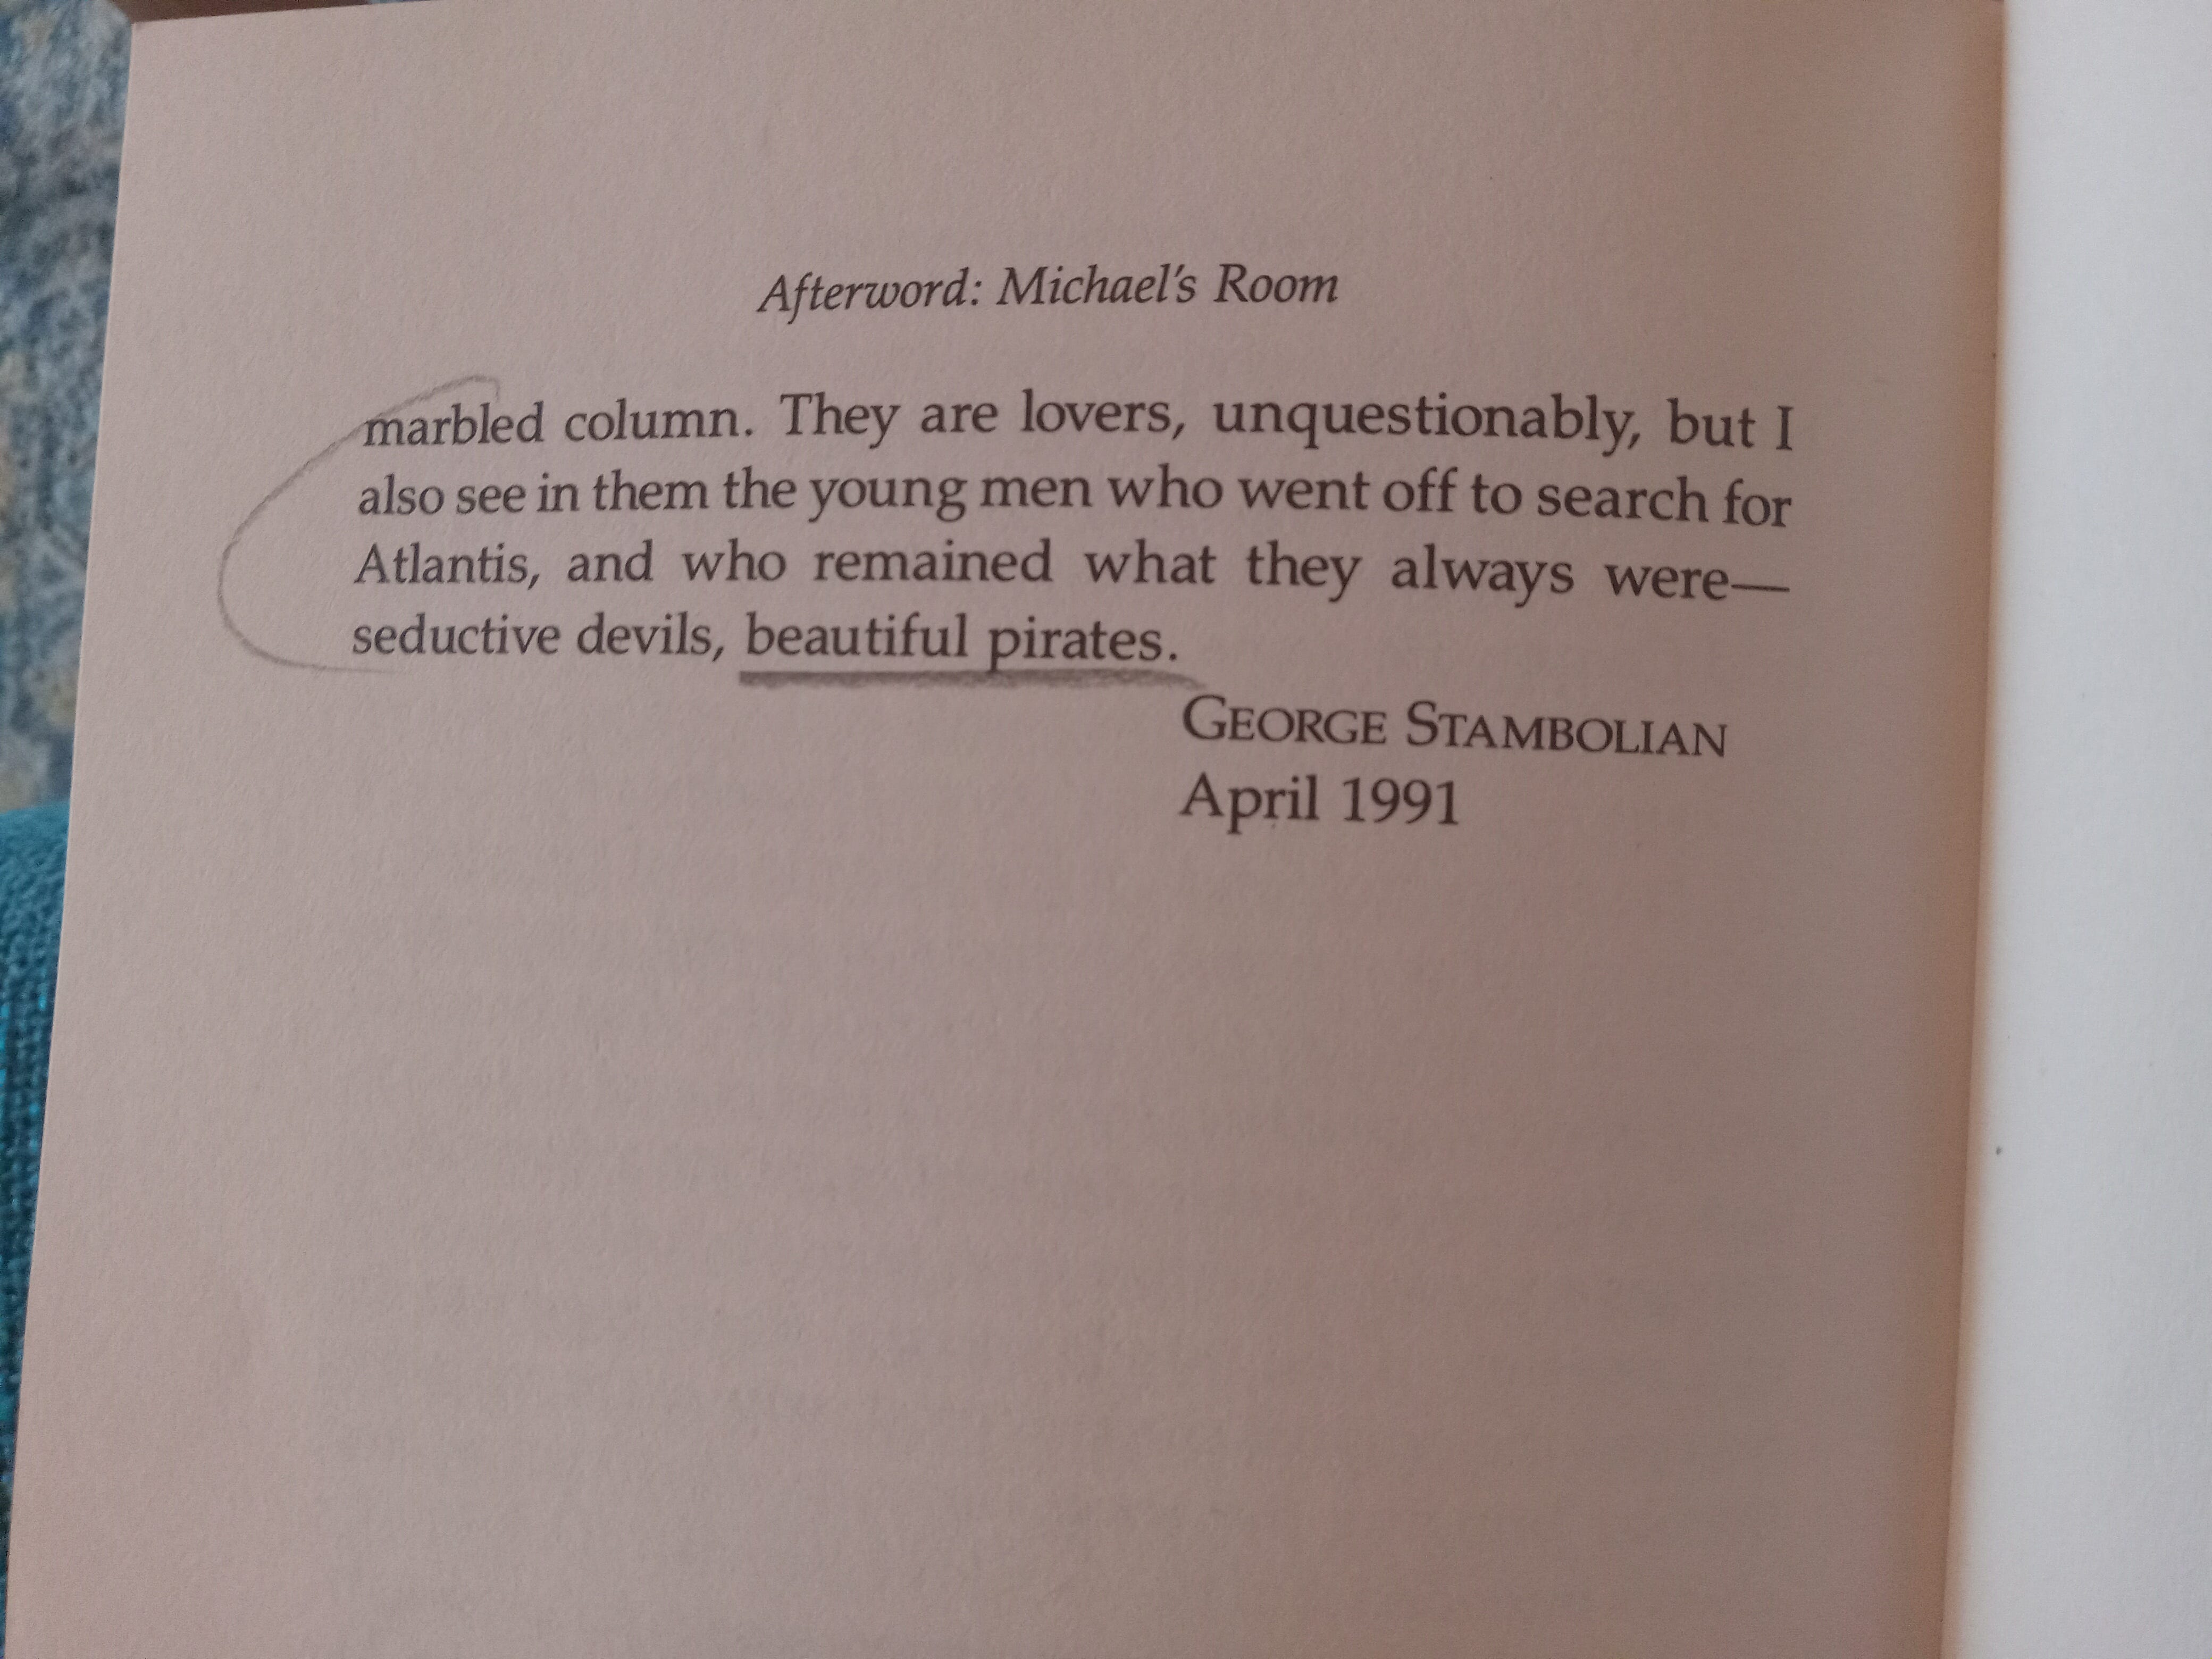 Afterword: Michael's Room
marbled column. They are lovers, unquestionably, but I
also see in them the young men who went off to search for
Atlantis, and who remained what they always were—
seductive devils, beautiful pirates.
GEORGE STAMBOLIAN
April 1991